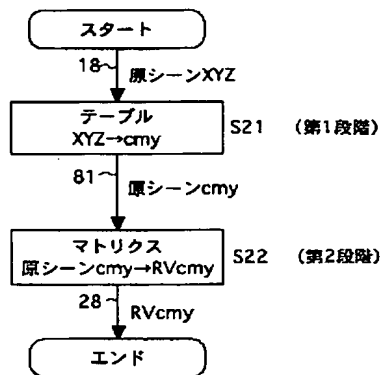 スタート
18
原シーンXYZ
テーブル
XYZ→cmy
S21 (第1段階)
81
原シーンcmy
マトリクス
原シーンcmy→RVcmy
S22 (第2段階)
28
RVcmy
エンド